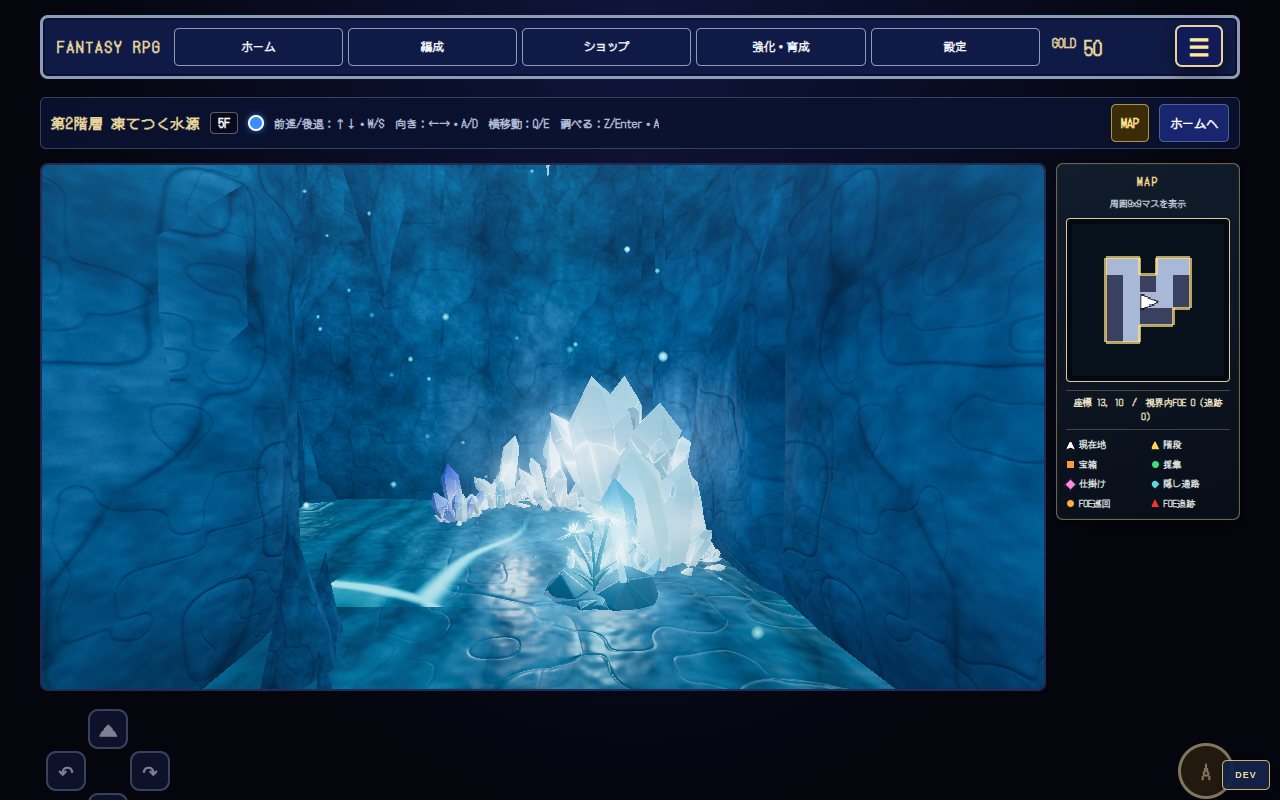 FANTASY RPG
ホーム
編成
ショップ
強化・育成
設定
GOLD 50
第2階層 凍てつく水源
5F
前進/後退：↑↓・W/S 向き：←→・A/D 横移動：Q/E 調べる：Z/Enter・A
MAP
ホームへ
MAP
周囲9x9マスを表示
座標 13, 10 / 視界内FOE 0（追跡
0）
現在地
階段
宝箱
採集
仕掛け
隠し通路
FOE巡回
FOE追跡
A
DEV